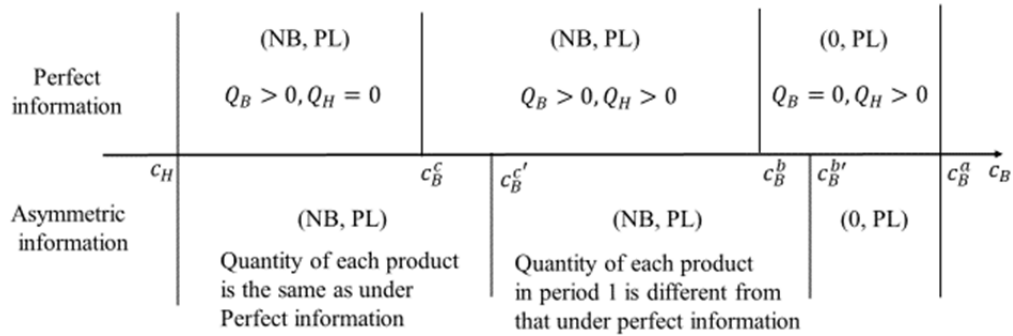 (NB, PL) (NB, PL) (0, PL)
Perfect
information
Q_B > 0, Q_H = 0 Q_B > 0, Q_H > 0 Q_B = 0, Q_H > 0
c_H c_B^c c_B^{c'} c_B^b c_B^{b'} c_B^a c_B
Asymmetric
information
(NB, PL) (NB, PL) (0, PL)
Quantity of each product
is the same as under
Perfect information
Quantity of each product
in period 1 is different from
that under perfect information